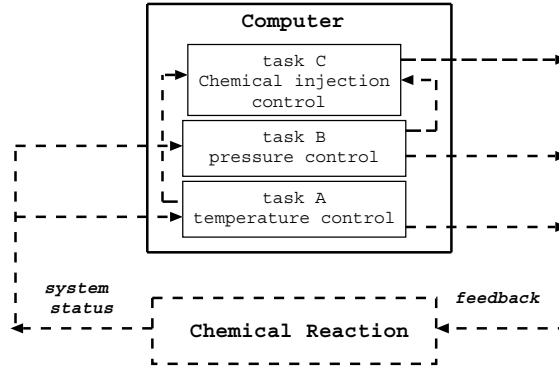 Computer
task C
Chemical injection
control
task B
pressure control
task A
temperature control
system
status
feedback
Chemical Reaction